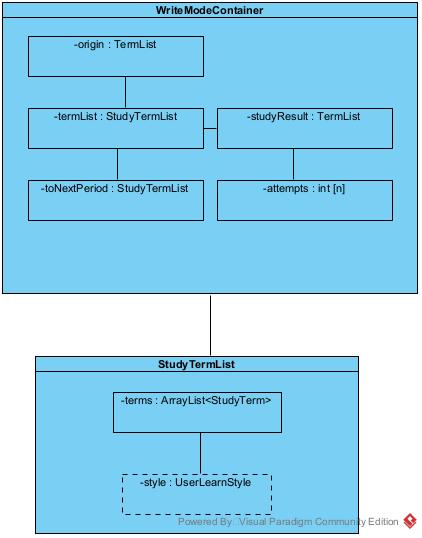 WriteModeContainer
-origin : TermList
-termList : StudyTermList
-studyResult : TermList
-toNextPeriod : StudyTermList
-attempts : int [n]
StudyTermList
-terms : ArrayList<StudyTerm>
-style : UserLearnStyle
Powered By: Visual Paradigm Community Edition